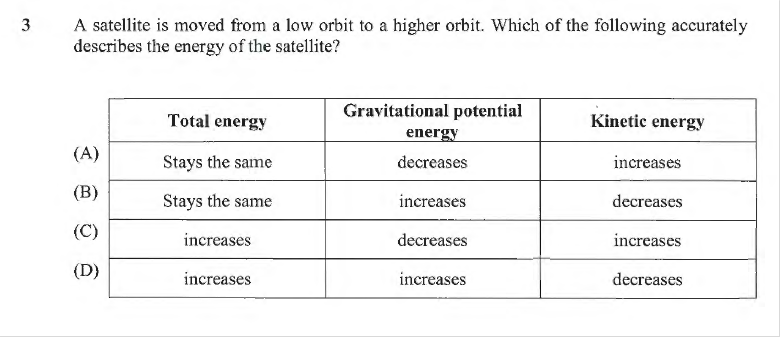 3 A satellite is moved from a low orbit to a higher orbit. Which of the following accurately
describes the energy of the satellite?
Total energy Gravitational potential energy Kinetic energy
(A) Stays the same decreases increases
(B) Stays the same increases decreases
(C) increases decreases increases
(D) increases increases decreases